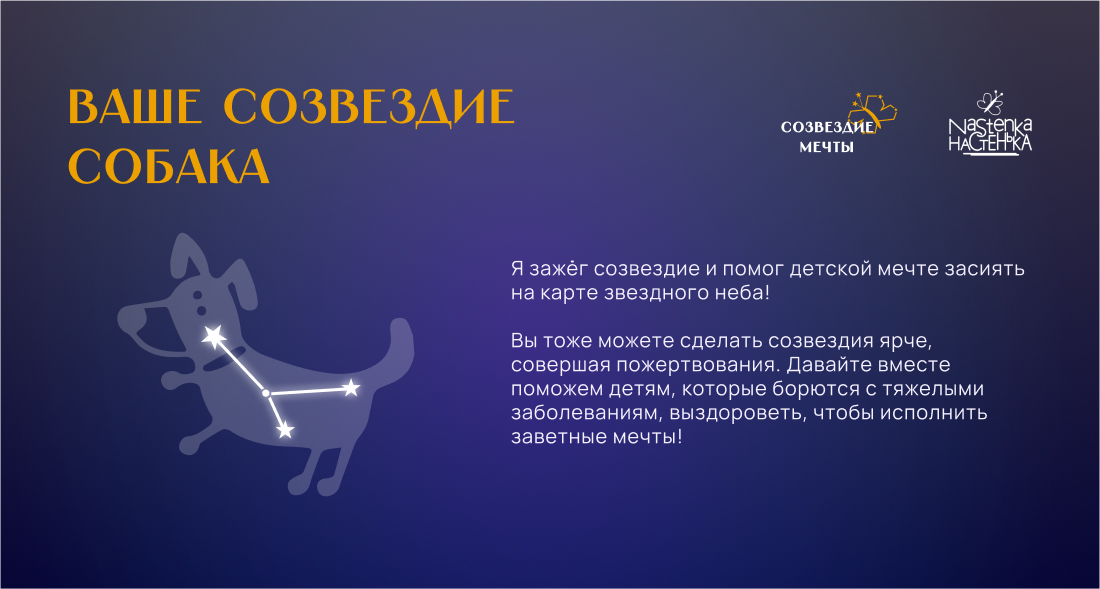 ВАШЕ СОЗВЕЗДИЕ
СОБАКА
СОЗВЕЗДИЕ
МЕЧТЫ
Nastenka
НАСТЕНЬКА
Я зажёг созвездие и помог детской мечте засиять
на карте звездного неба!
Вы тоже можете сделать созвездия ярче,
совершая пожертвования. Давайте вместе
поможем детям, которые борются с тяжелыми
заболеваниям, выздороветь, чтобы исполнить
заветные мечты!